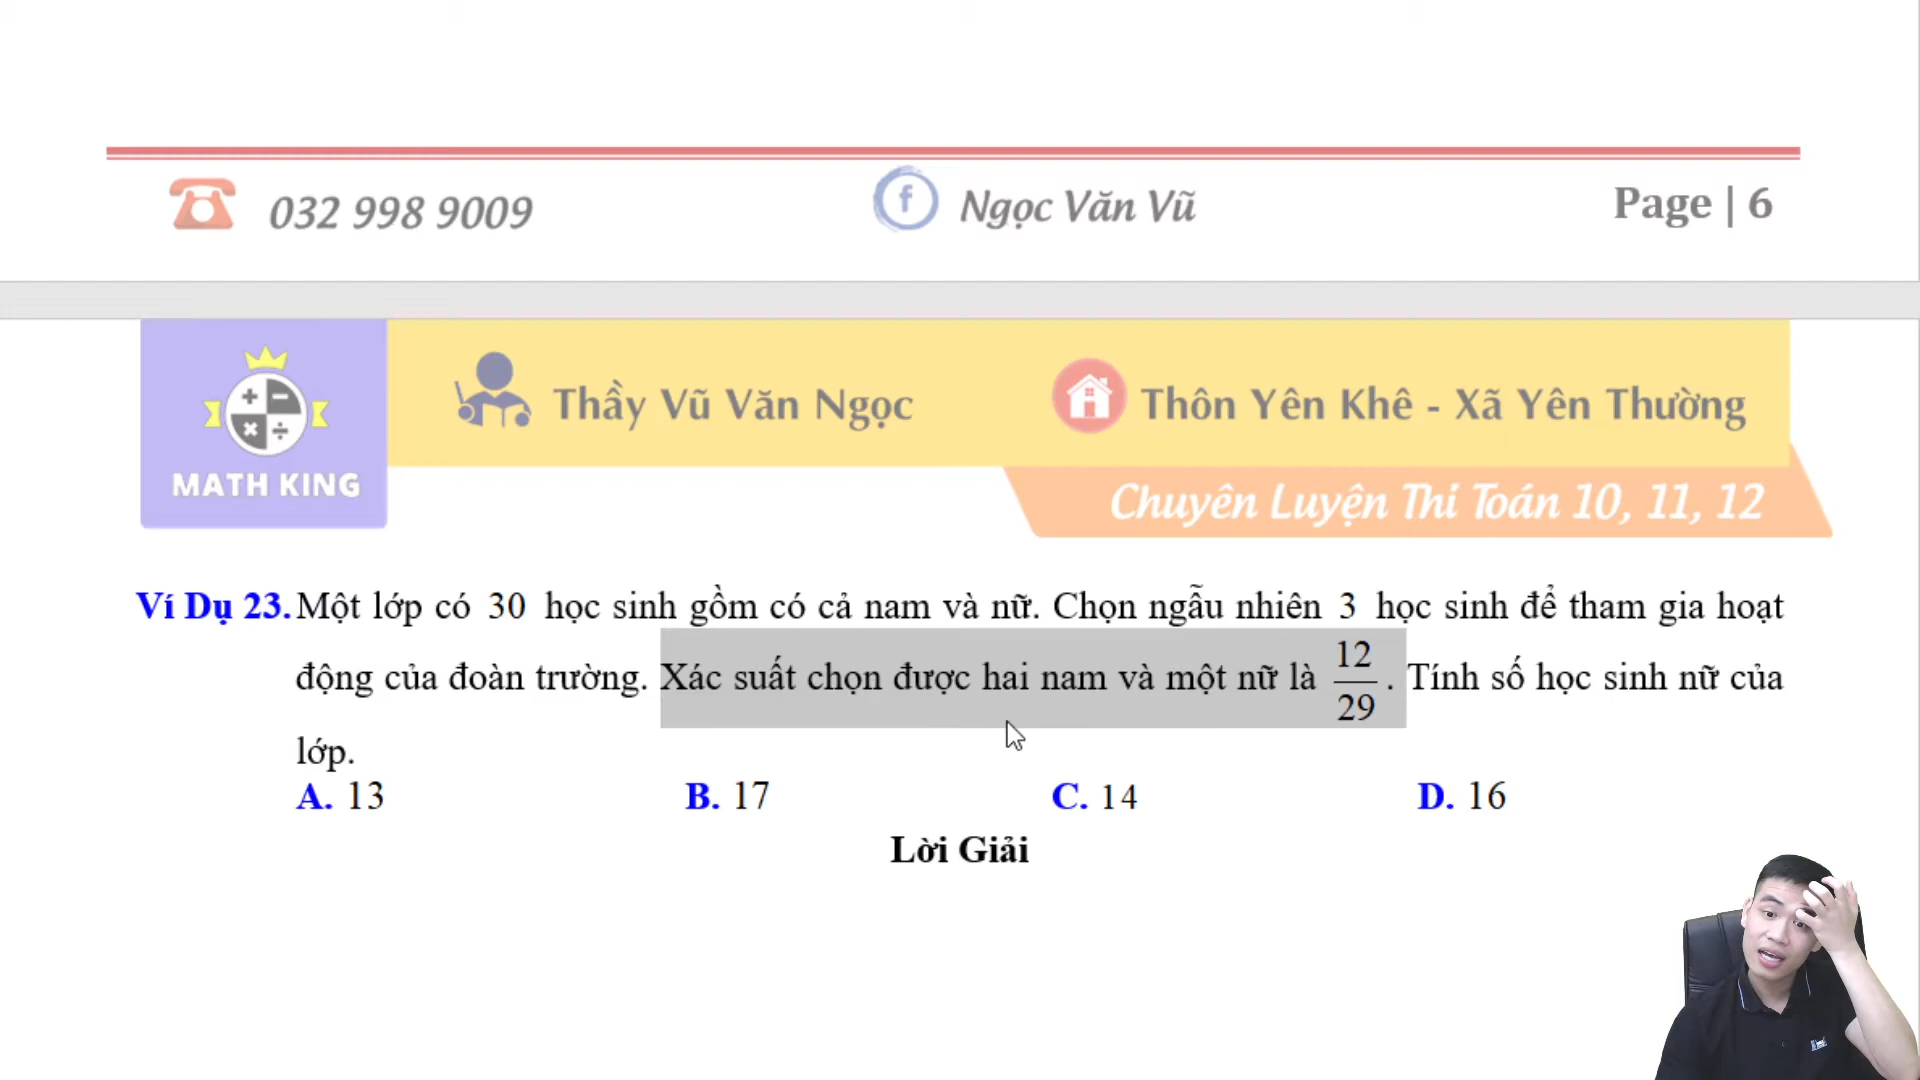 032 998 9009
f
Ngọc Văn Vũ
Page | 6
Thầy Vũ Văn Ngọc
Thôn Yên Khê - Xã Yên Thường
MATH KING
Chuyên Luyện Thi Toán 10, 11, 12
Ví Dụ 23. Một lớp có 30 học sinh gồm có cả nam và nữ. Chọn ngẫu nhiên 3 học sinh để tham gia hoạt
động của đoàn trường. Xác suất chọn được hai nam và một nữ là 12/29. Tính số học sinh nữ của
lớp.
A. 13 B. 17 C. 14 D. 16
Lời Giải